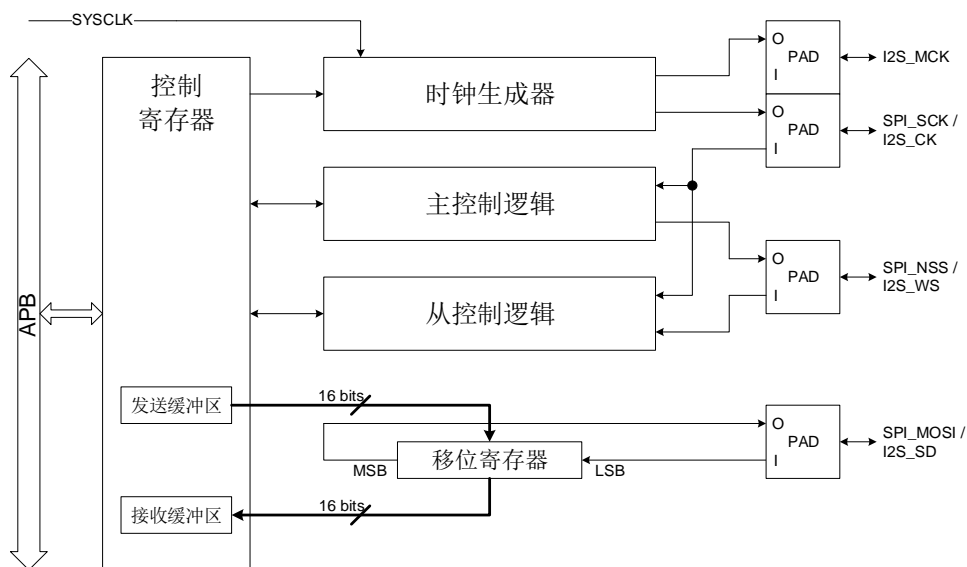 SYSCLK
APB
控制
寄存器
时钟生成器
O
PAD
I
I2S_MCK
O
PAD
I
SPI_SCK /
I2S_CK
主控制逻辑
O
PAD
I
SPI_NSS /
I2S_WS
从控制逻辑
发送缓冲区
16 bits
移位寄存器
MSB
LSB
O
PAD
I
SPI_MOSI /
I2S_SD
接收缓冲区
16 bits